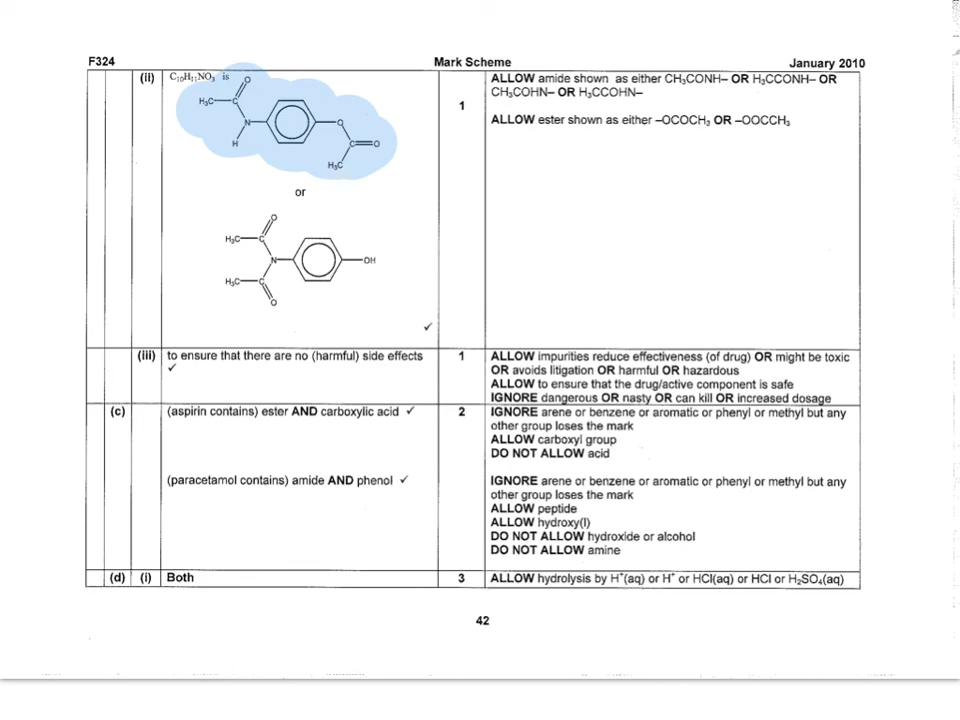 F324 Mark Scheme January 2010
(ii) C₁₀H₁₁NO₃ is
O
H₃C C
N O
H C O
H₃C
or
O
H₃C C
N OH
H₃C C
O
✓
1
ALLOW amide shown as either CH₃CONH– OR H₃CCONH– OR
CH₃COHN– OR H₃CCOHN–
ALLOW ester shown as either –OCOCH₃ OR –OOCCH₃
(iii) to ensure that there are no (harmful) side effects
✓
1
ALLOW impurities reduce effectiveness (of drug) OR might be toxic
OR avoids litigation OR harmful OR hazardous
ALLOW to ensure that the drug/active component is safe
IGNORE dangerous OR nasty OR can kill OR increased dosage
(c) (aspirin contains) ester AND carboxylic acid ✓
2
IGNORE arene or benzene or aromatic or phenyl or methyl but any
other group loses the mark
ALLOW carboxyl group
DO NOT ALLOW acid
(paracetamol contains) amide AND phenol ✓
IGNORE arene or benzene or aromatic or phenyl or methyl but any
other group loses the mark
ALLOW peptide
ALLOW hydroxy(l)
DO NOT ALLOW hydroxide or alcohol
DO NOT ALLOW amine
(d) (i) Both
3
ALLOW hydrolysis by H⁺(aq) or H⁺ or HCl(aq) or HCl or H₂SO₄(aq)
42